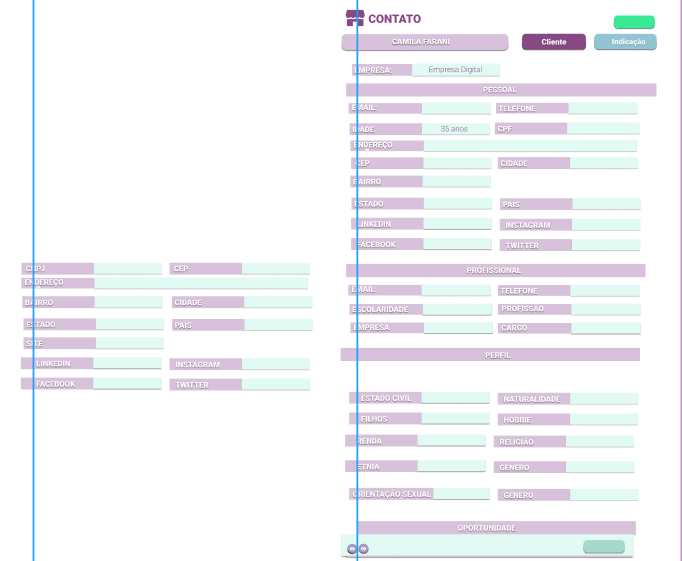 CONTATO
CAMILA FARANI Cliente Indicação
EMPRESA: Empresa Digital
PESSOAL
EMAIL: TELEFONE
IDADE 35 anos CPF
ENDEREÇO
CEP CIDADE
BAIRRO
ESTADO PAIS
LINKEDIN INSTAGRAM
FACEBOOK TWITTER
PROFISSIONAL
EMAIL: TELEFONE
ESCOLARIDADE PROFISSÃO
EMPRESA CARGO
PERFIL
ESTADO CIVIL NATURALIDADE
FILHOS HOBBIE
RENDA RELIGIÃO
ETNIA GENERO
ORIENTAÇÃO SEXUAL GENERO
OPORTUNIDADE
CNPJ CEP
ENDEREÇO
BAIRRO CIDADE
ESTADO PAIS
SITE
LINKEDIN INSTAGRAM
FACEBOOK TWITTER